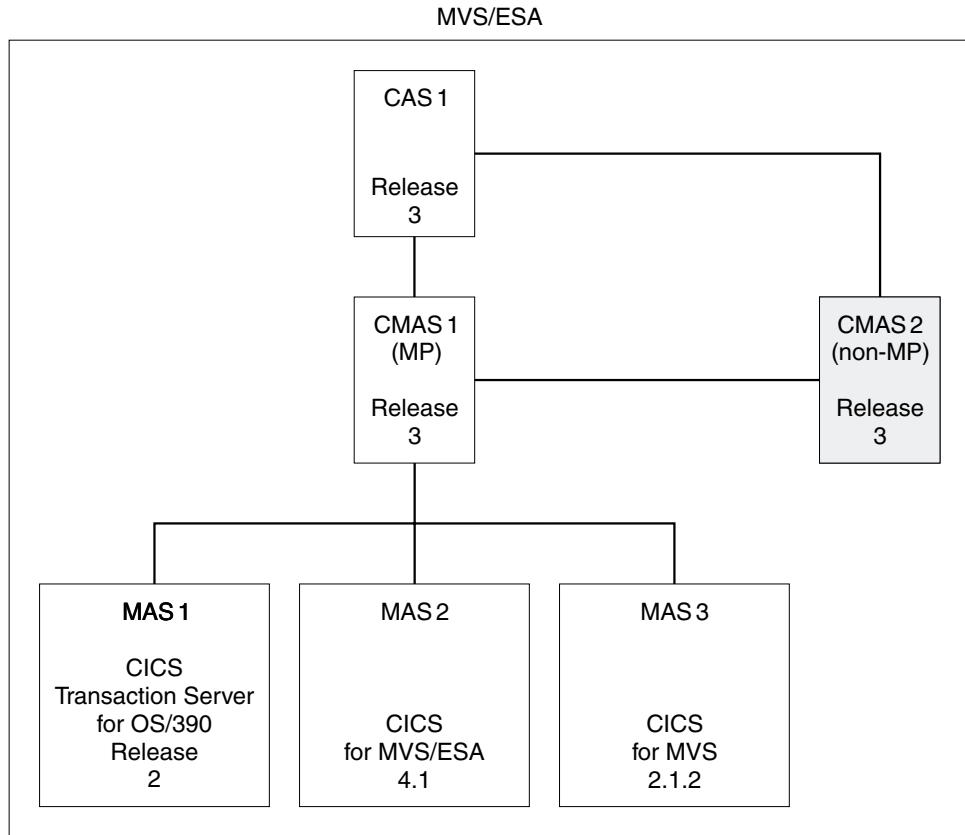 MVS/ESA
CAS 1
Release
3
CMAS 1
(MP)
Release
3
CMAS 2
(non-MP)
Release
3
MAS 1
CICS
Transaction Server
for OS/390
Release
2
MAS 2
CICS
for MVS/ESA
4.1
MAS 3
CICS
for MVS
2.1.2